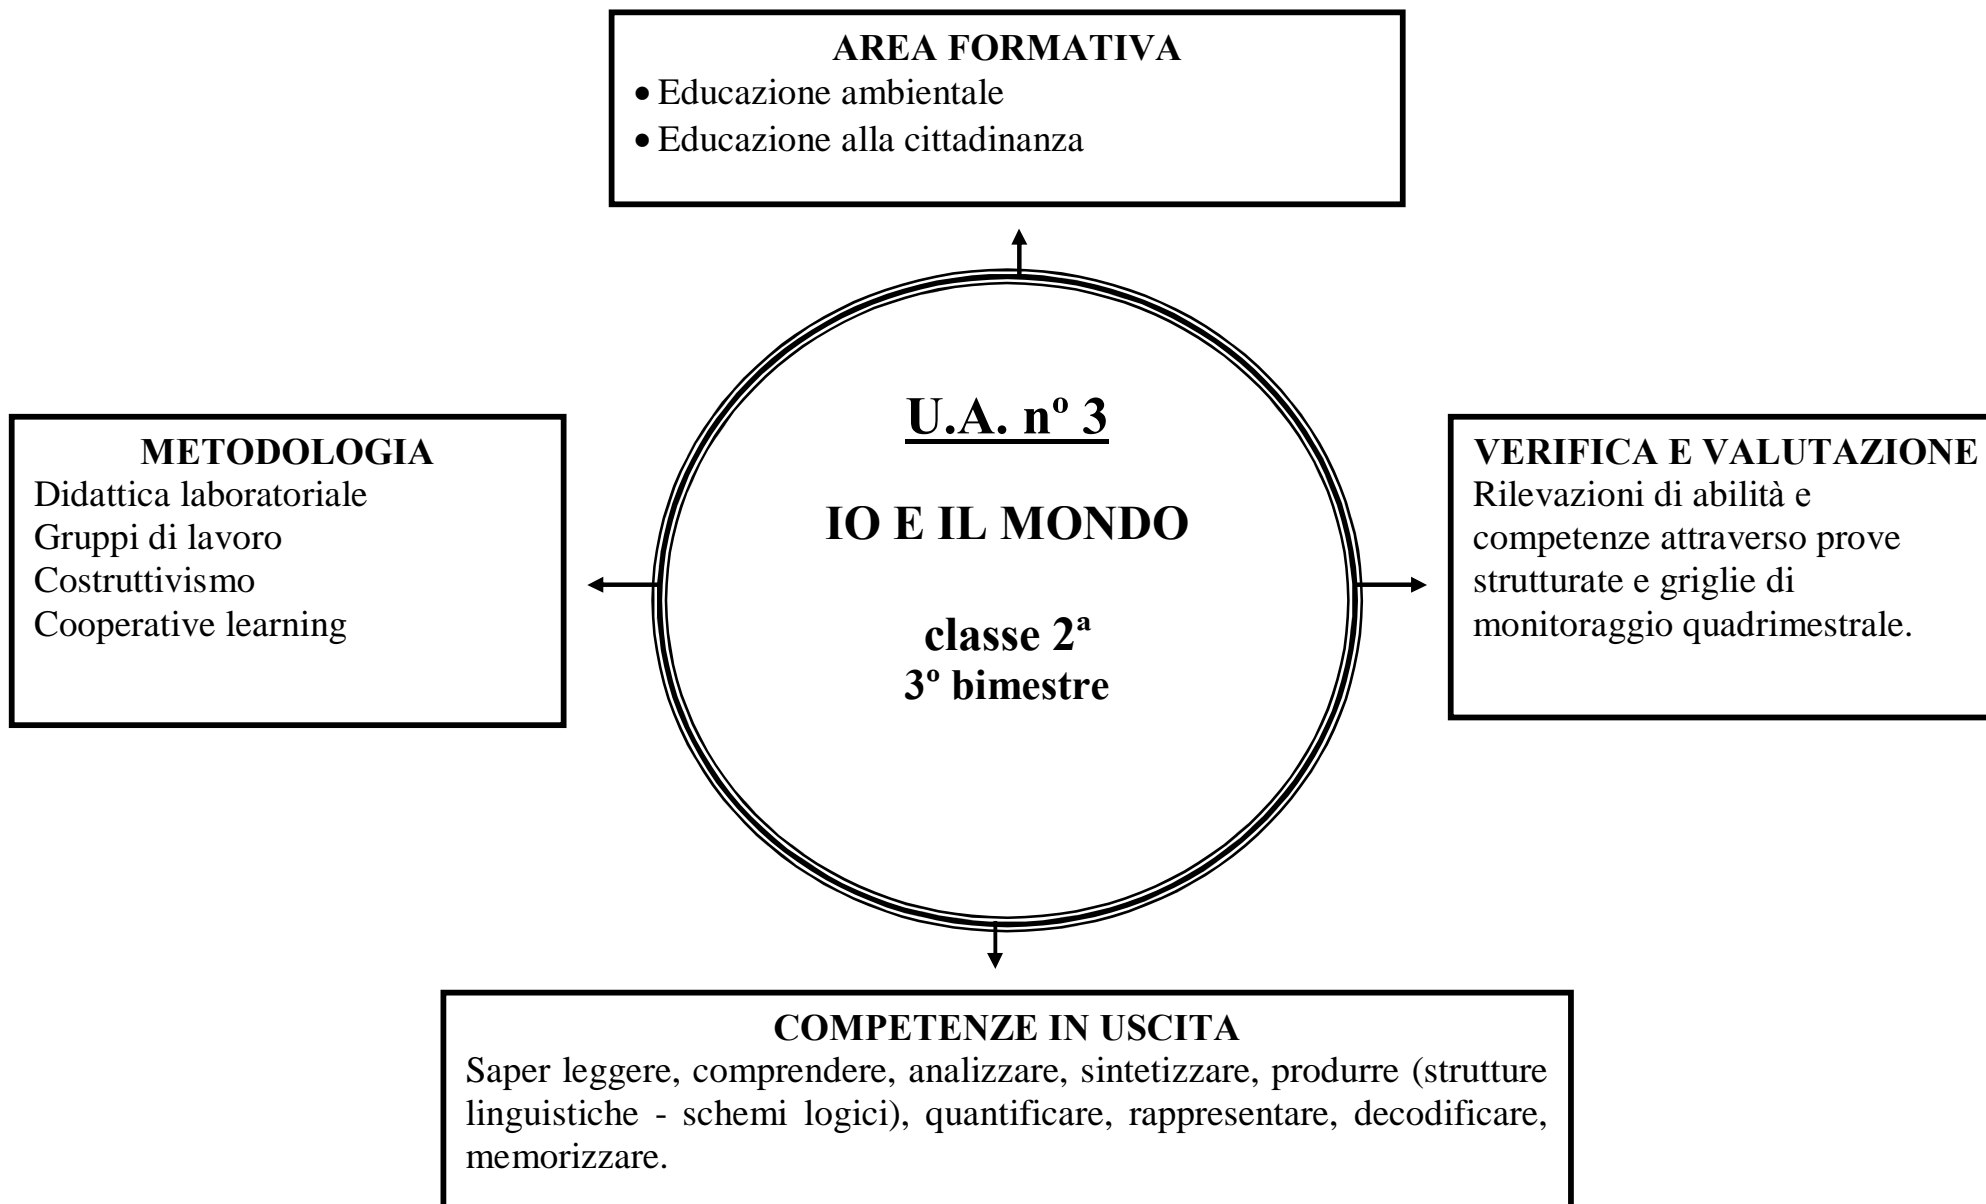 AREA FORMATIVA
• Educazione ambientale
• Educazione alla cittadinanza
U.A. nº 3
IO E IL MONDO
classe 2ª
3º bimestre
METODOLOGIA
Didattica laboratoriale
Gruppi di lavoro
Costruttivismo
Cooperative learning
VERIFICA E VALUTAZIONE
Rilevazioni di abilità e
competenze attraverso prove
strutturate e griglie di
monitoraggio quadrimestrale.
COMPETENZE IN USCITA
Saper leggere, comprendere, analizzare, sintetizzare, produrre (strutture
linguistiche - schemi logici), quantificare, rappresentare, decodificare,
memorizzare.